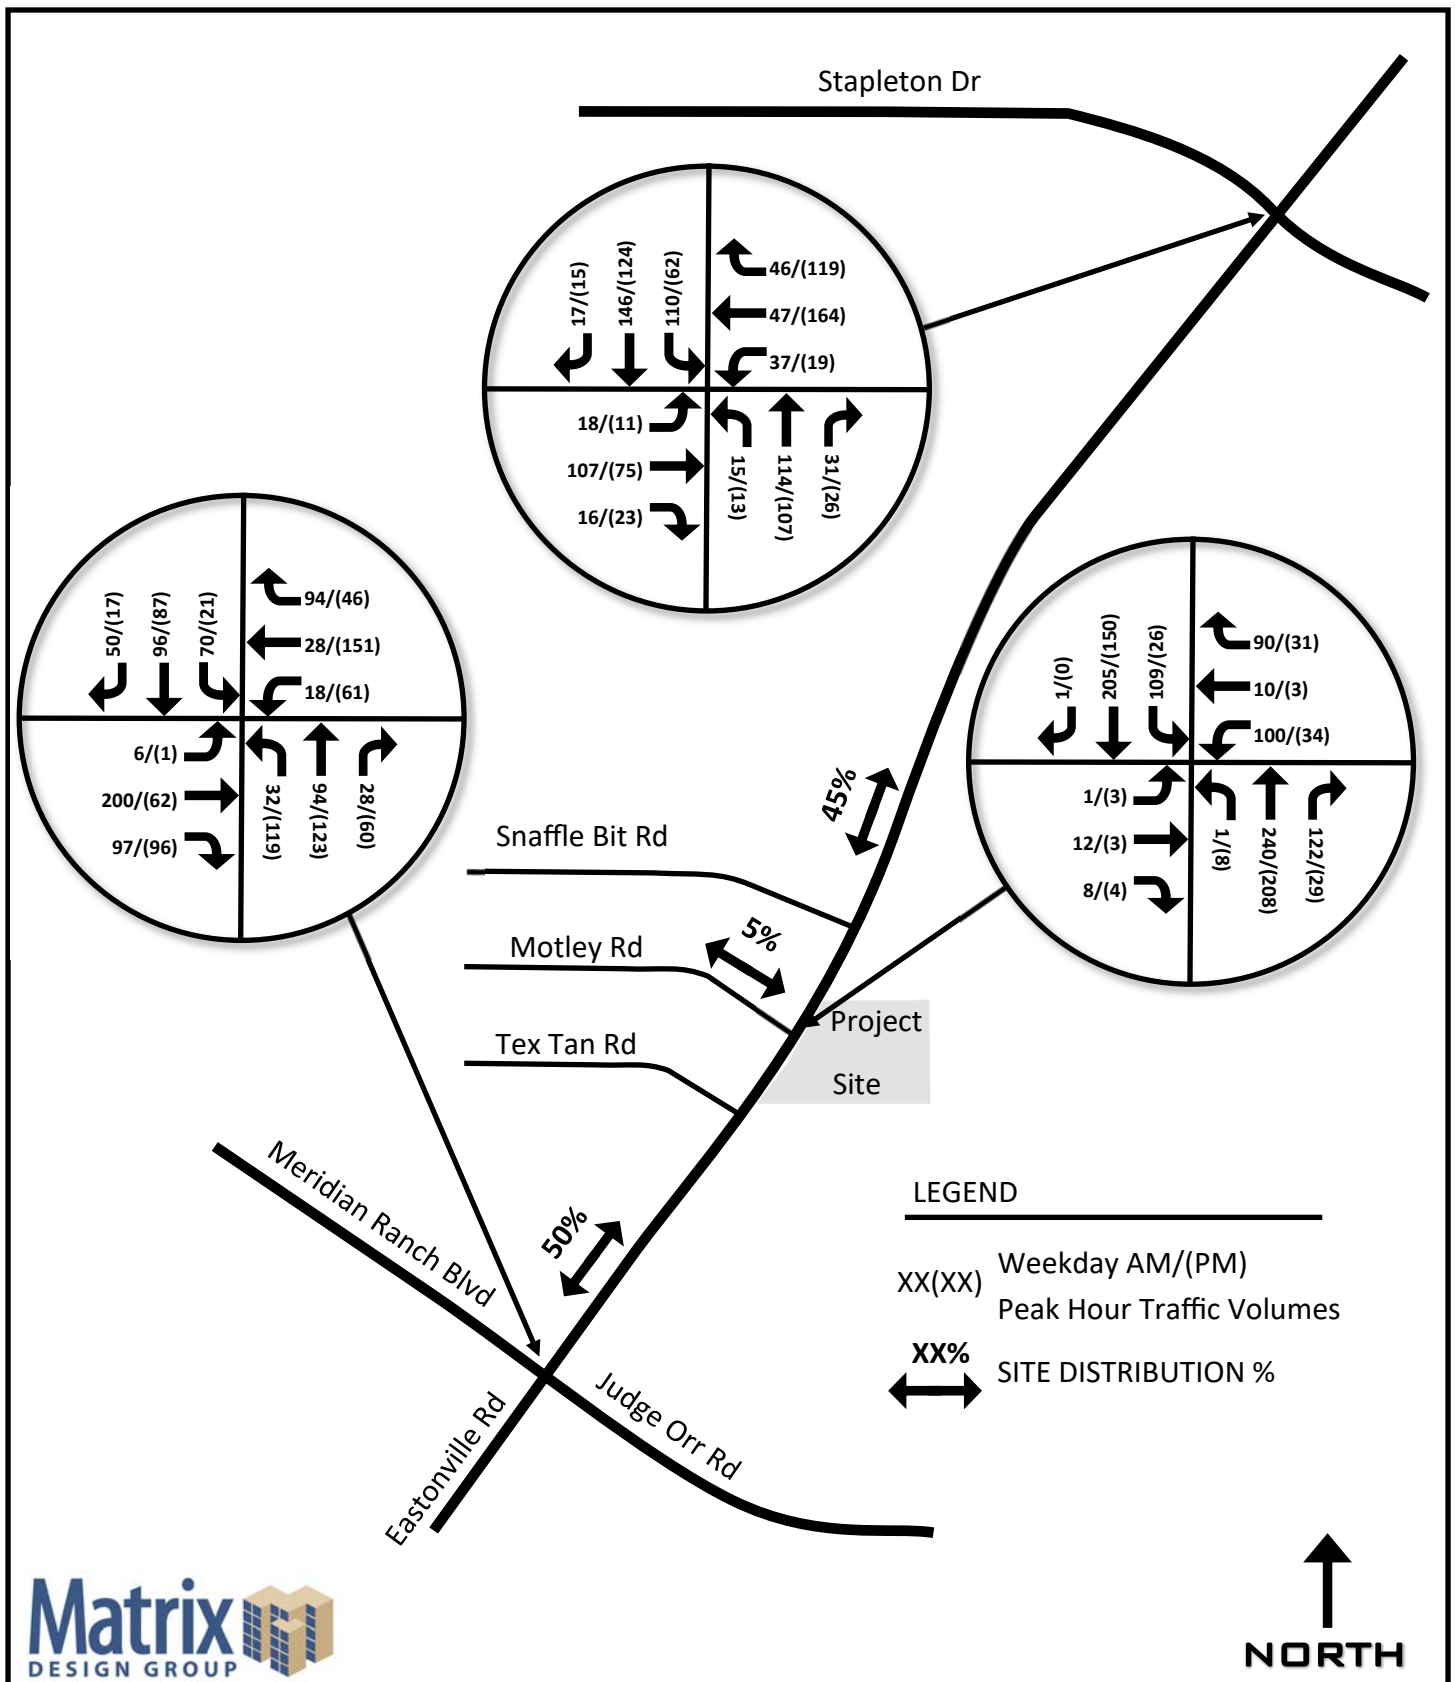 Stapleton Dr
17/(15)
146/(124)
110/(62)
46/(119)
47/(164)
37/(19)
18/(11)
107/(75)
16/(23)
15/(13)
114/(107)
31/(26)
50/(17)
96/(87)
70/(21)
94/(46)
28/(151)
18/(61)
6/(1)
200/(62)
97/(96)
32/(119)
94/(123)
28/(60)
1/(0)
205/(150)
109/(26)
90/(31)
10/(3)
100/(34)
1/(3)
12/(3)
8/(4)
1/(8)
240/(208)
122/(29)
45%
Snaffle Bit Rd
5%
Motley Rd
Tex Tan Rd
Project
Site
Meridian Ranch Blvd
50%
Judge Orr Rd
Eastonville Rd
LEGEND
XX(XX)
Weekday AM/(PM)
Peak Hour Traffic Volumes
XX%
SITE DISTRIBUTION %
Matrix
DESIGN GROUP
NORTH